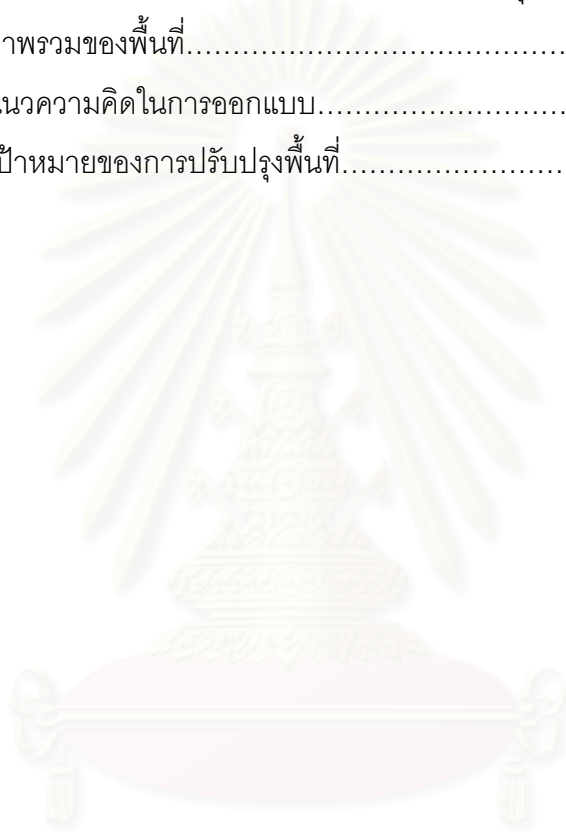 าพรวมของพื้นที่.........................................
นวความคิดในการออกแบบ...........................
ป้าหมายของการปรับปรุงพื้นที่........................